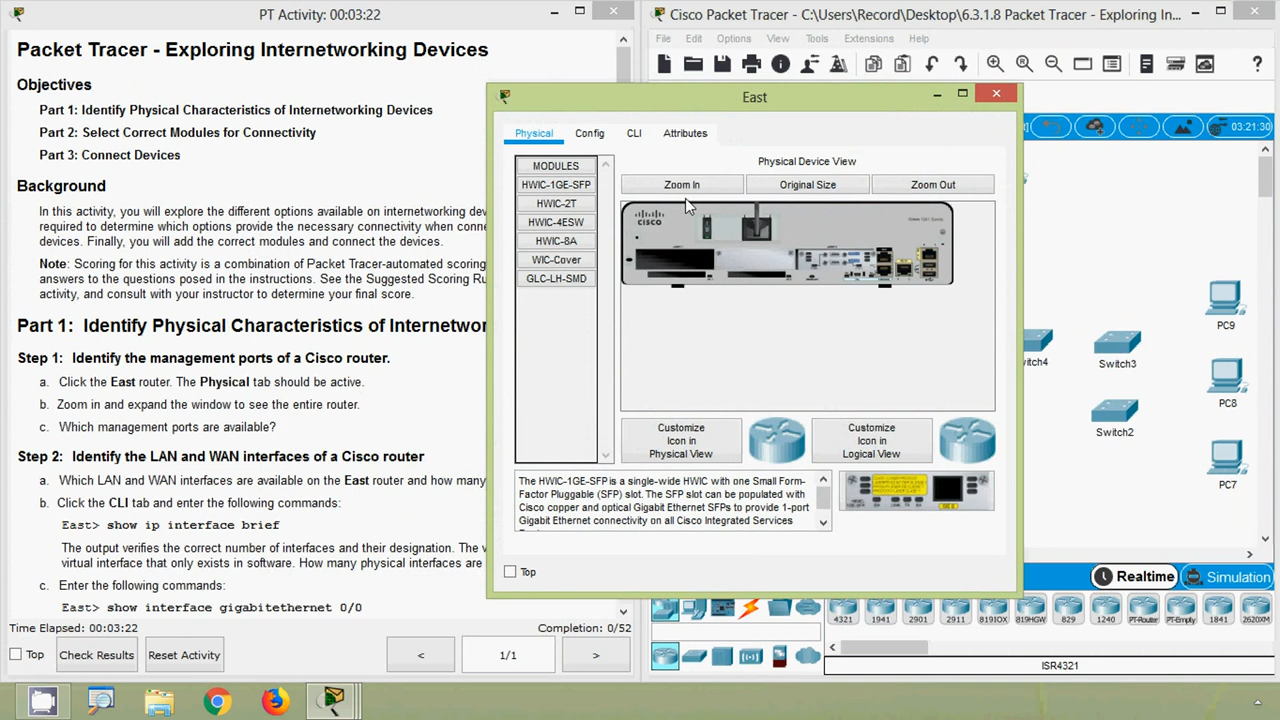 PT Activity: 00:03:22
Packet Tracer - Exploring Internetworking Devices
Objectives
Part 1: Identify Physical Characteristics of Internetworking Devices
Part 2: Select Correct Modules for Connectivity
Part 3: Connect Devices
Background
In this activity, you will explore the different options available on internetworking dev
required to determine which options provide the necessary connectivity when conne
devices. Finally, you will add the correct modules and connect the devices.
Note: Scoring for this activity is a combination of Packet Tracer-automated scoring
answers to the questions posed in the instructions. See the Suggested Scoring Ru
activity, and consult with your instructor to determine your final score.
Part 1: Identify Physical Characteristics of Internetwor
Step 1: Identify the management ports of a Cisco router.
a. Click the East router. The Physical tab should be active.
b. Zoom in and expand the window to see the entire router.
c. Which management ports are available?
Step 2: Identify the LAN and WAN interfaces of a Cisco router
a. Which LAN and WAN interfaces are available on the East router and how many
b. Click the CLI tab and enter the following commands:
East> show ip interface brief
The output verifies the correct number of interfaces and their designation. The v
virtual interface that only exists in software. How many physical interfaces are
c. Enter the following commands:
East> show interface gigabitethernet 0/0
Time Elapsed: 00:03:22
Completion: 0/52
Top
Check Results
Reset Activity
<
1/1
>
Cisco Packet Tracer - C:\Users\Record\Desktop\6.3.1.8 Packet Tracer - Exploring In...
File Edit Options View Tools Extensions Help
?
03:21:30
East
Physical Config CLI Attributes
MODULES
HWIC-1GE-SFP
HWIC-2T
HWIC-4ESW
HWIC-8A
WIC-Cover
GLC-LH-SMD
Physical Device View
Zoom In
Original Size
Zoom Out
cisco
Customize
Icon in
Physical View
Customize
Icon in
Logical View
The HWIC-1GE-SFP is a single-wide HWIC with one Small Form-
Factor Pluggable (SFP) slot. The SFP slot can be populated with
Cisco copper and optical Gigabit Ethernet SFPs to provide 1-port
Gigabit Ethernet connectivity on all Cisco Integrated Services
Top
PC9
itch4
Switch3
PC8
Switch2
PC7
Realtime
Simulation
4321
1941
2901
2911
819IOX
819HGW
829
1240
PT-Router
PT-Empty
1841
2620XM
ISR4321